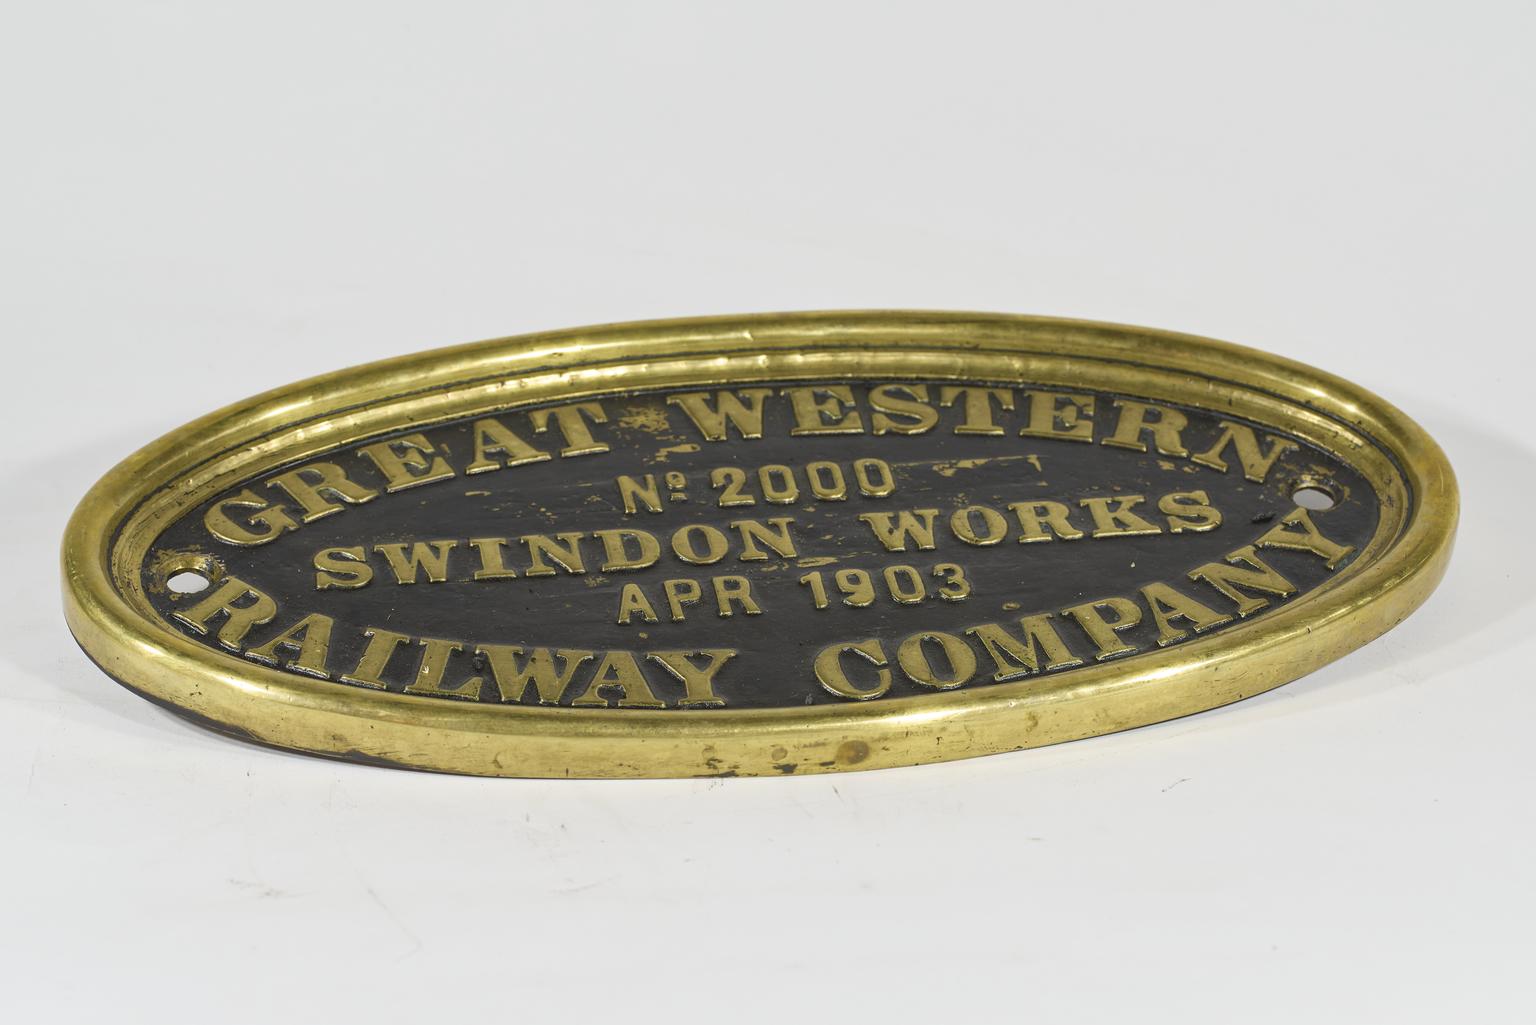 GREAT WESTERN
Nº 2000
SWINDON WORKS
APR 1903
RAILWAY COMPANY